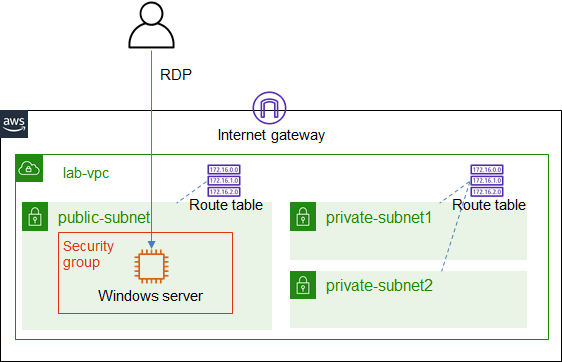 RDP
aws
Internet gateway
lab-vpc
172.16.0.0
172.16.1.0
172.16.2.0
Route table
172.16.0.0
172.16.1.0
172.16.2.0
Route table
public-subnet
Security
group
Windows server
private-subnet1
private-subnet2